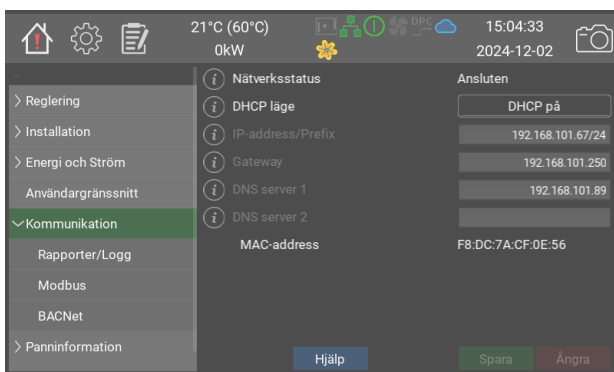 21°C (60°C)
0kW
DPC
15:04:33
2024-12-02
Reglering
Installation
Energi och Ström
Användargränssnitt
Kommunikation
Rapporter/Logg
Modbus
BACNet
Panninformation
Nätverksstatus
Ansluten
DHCP läge
DHCP på
IP-address/Prefix
192.168.101.67/24
Gateway
192.168.101.250
DNS server 1
192.168.101.89
DNS server 2
MAC-address
F8:DC:7A:CF:0E:56
Hjälp
Spara
Ångra